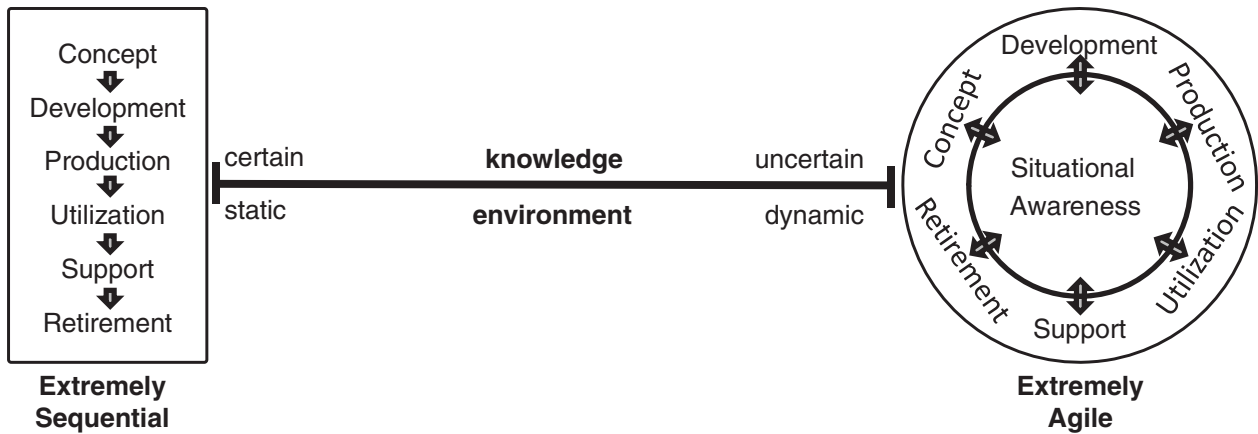 Concept
Development
Production
Utilization
Support
Retirement
Extremely
Sequential
certain
knowledge
uncertain
static
environment
dynamic
Concept
Development
Production
Utilization
Support
Retirement
Situational
Awareness
Extremely
Agile